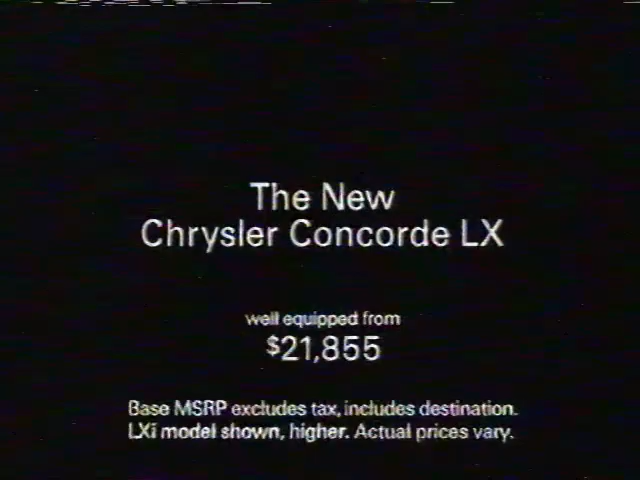 The New
Chrysler Concorde LX
well equipped from
$21,855
Base MSRP excludes tax, includes destination.
LXi model shown, higher. Actual prices vary.